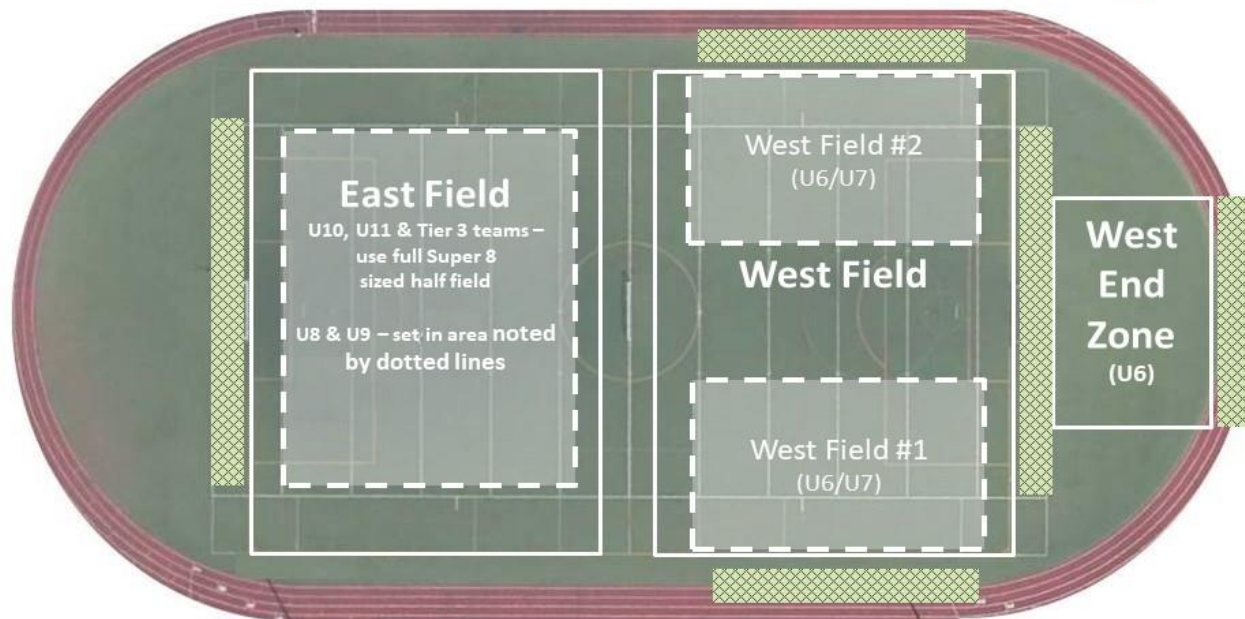 East Field
U10, U11 & Tier 3 teams –
use full Super 8
sized half field
U8 & U9 – set in area noted
by dotted lines
West Field #2
(U6/U7)
West Field
West Field #1
(U6/U7)
West
End
Zone
(U6)